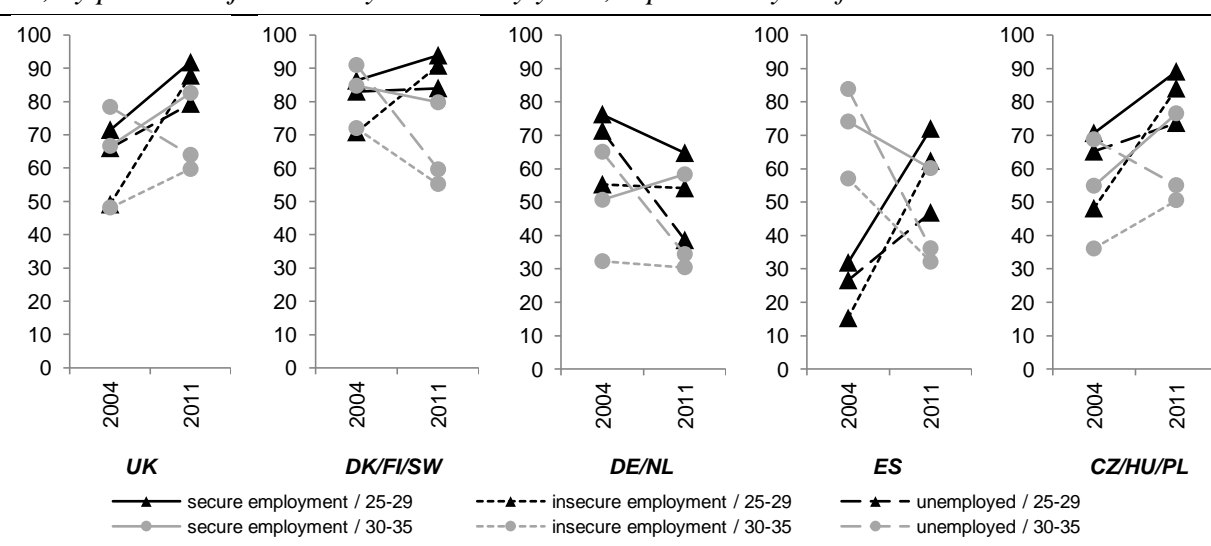 100 100 100 100 100
90 90 90 90 90
80 80 80 80 80
70 70 70 70 70
60 60 60 60 60
50 50 50 50 50
40 40 40 40 40
30 30 30 30 30
20 20 20 20 20
10 10 10 10 10
0 0 0 0 0
2004 2011 2004 2011 2004 2011 2004 2011 2004 2011
UK DK/FI/SW DE/NL ES CZ/HU/PL
secure employment / 25-29 insecure employment / 25-29 unemployed / 25-29
secure employment / 30-35 insecure employment / 30-35 unemployed / 30-35